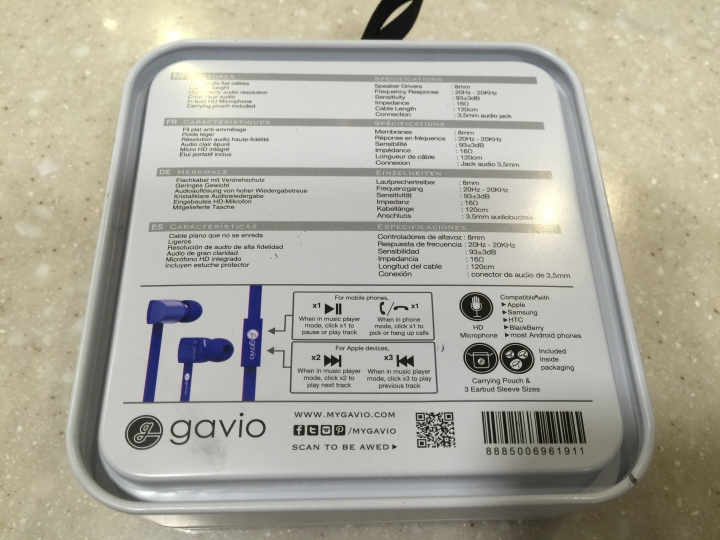 SPECIFICATIONS
flat cables
audio resolution
HD Microphone
Carrying pouch included
Speaker Drivers : 8mm
Frequency Response : 20Hz - 20KHz
Sensitivity : 93±3dB
Impedance : 16Ω
Cable Length : 120cm
Connection : 3.5mm audio jack
FR CARACTÉRISTIQUES
SPÉCIFICATIONS
Fil plat anti-emmêlage
Poids léger
Résolution audio haute-fidélité
Audio clair épuré
Micro HD intégré
Étui portatif inclus
Membranes : 8mm
Réponse en fréquence : 20Hz - 20KHz
Sensibilité : 93±3dB
Impédance : 16Ω
Longueur de câble : 120cm
Connexion : Jack audio 3,5mm
DE MERKMALE
EINZELHEITEN
Flachkabel mit Verdrehschutz
Geringes Gewicht
Audioauflösung von hoher Wiedergabetreue
Kristallklare Audiowiedergabe
Eingebautes HD-Mikrofon
Mitgelieferte Tasche
Lautsprechertreiber : 8mm
Frequenzgang : 20Hz - 20KHz
Sensitivität : 93±3dB
Impedanz : 16Ω
Kabellänge : 120cm
Anschluss : 3.5mm audiobuchse
ES CARACTERÍSTICAS
ESPECIFICACIONES
Cable plano que no se enreda
Ligeros
Resolución de audio de alta fidelidad
Audio de gran claridad
Micrófono HD integrado
Incluyen estuche protector
Controladores de altavoz : 8mm
Respuesta de frecuencia : 20Hz - 20KHz
Sensibilidad : 93±3dB
Impedancia : 16Ω
Longitud del cable : 120cm
Conexión : conector de audio de 3,5mm
For mobile phones,
x1
When in music player
mode, click x1 to
pause or play track
x1
When in phone
mode, click x1 to
pick or hang up calls
For Apple devices,
x2
When in music player
mode, click x2 to
play next track
x3
When in music player
mode, click x3 to play
previous track
gavio
HD
Microphone
Compatible with
Apple
Samsung
HTC
BlackBerry
most Android phones
Included
inside
packaging
Carrying Pouch &
3 Earbud Sleeve Sizes
gavio
WWW.MYGAVIO.COM
/MYGAVIO
SCAN TO BE AWED
8885006961911